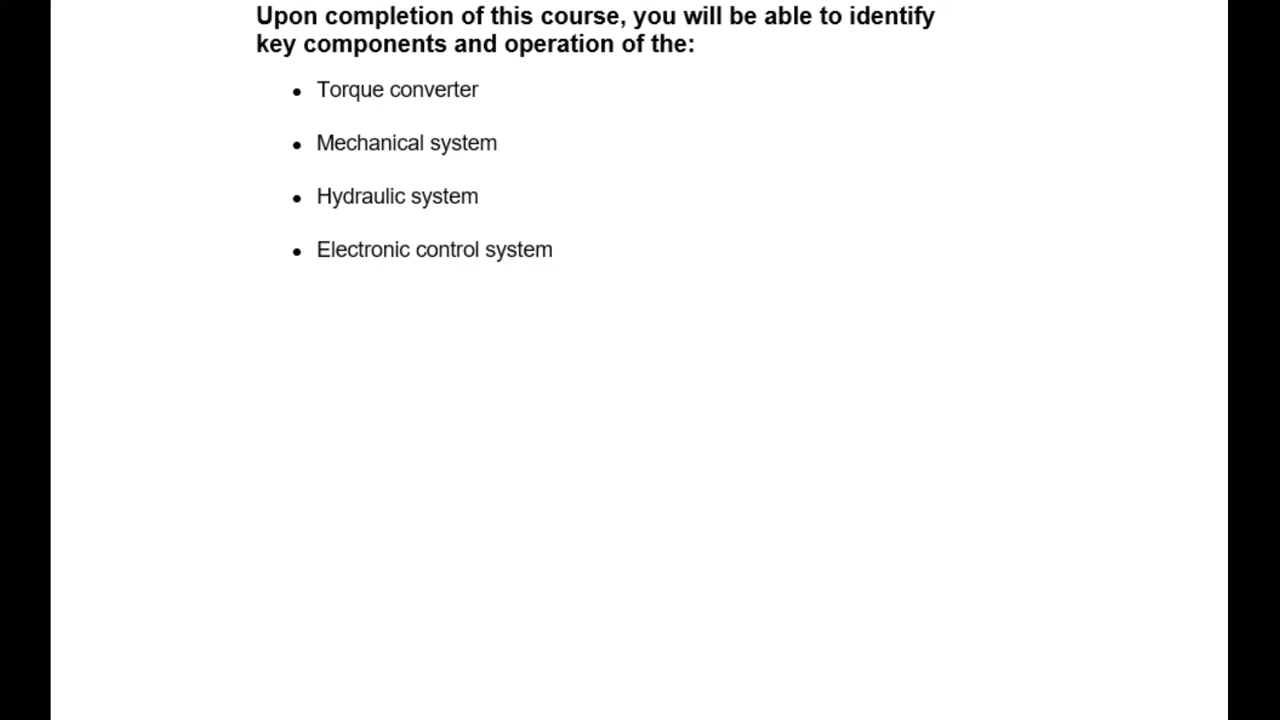 Upon completion of this course, you will be able to identify
key components and operation of the:
• Torque converter
• Mechanical system
• Hydraulic system
• Electronic control system